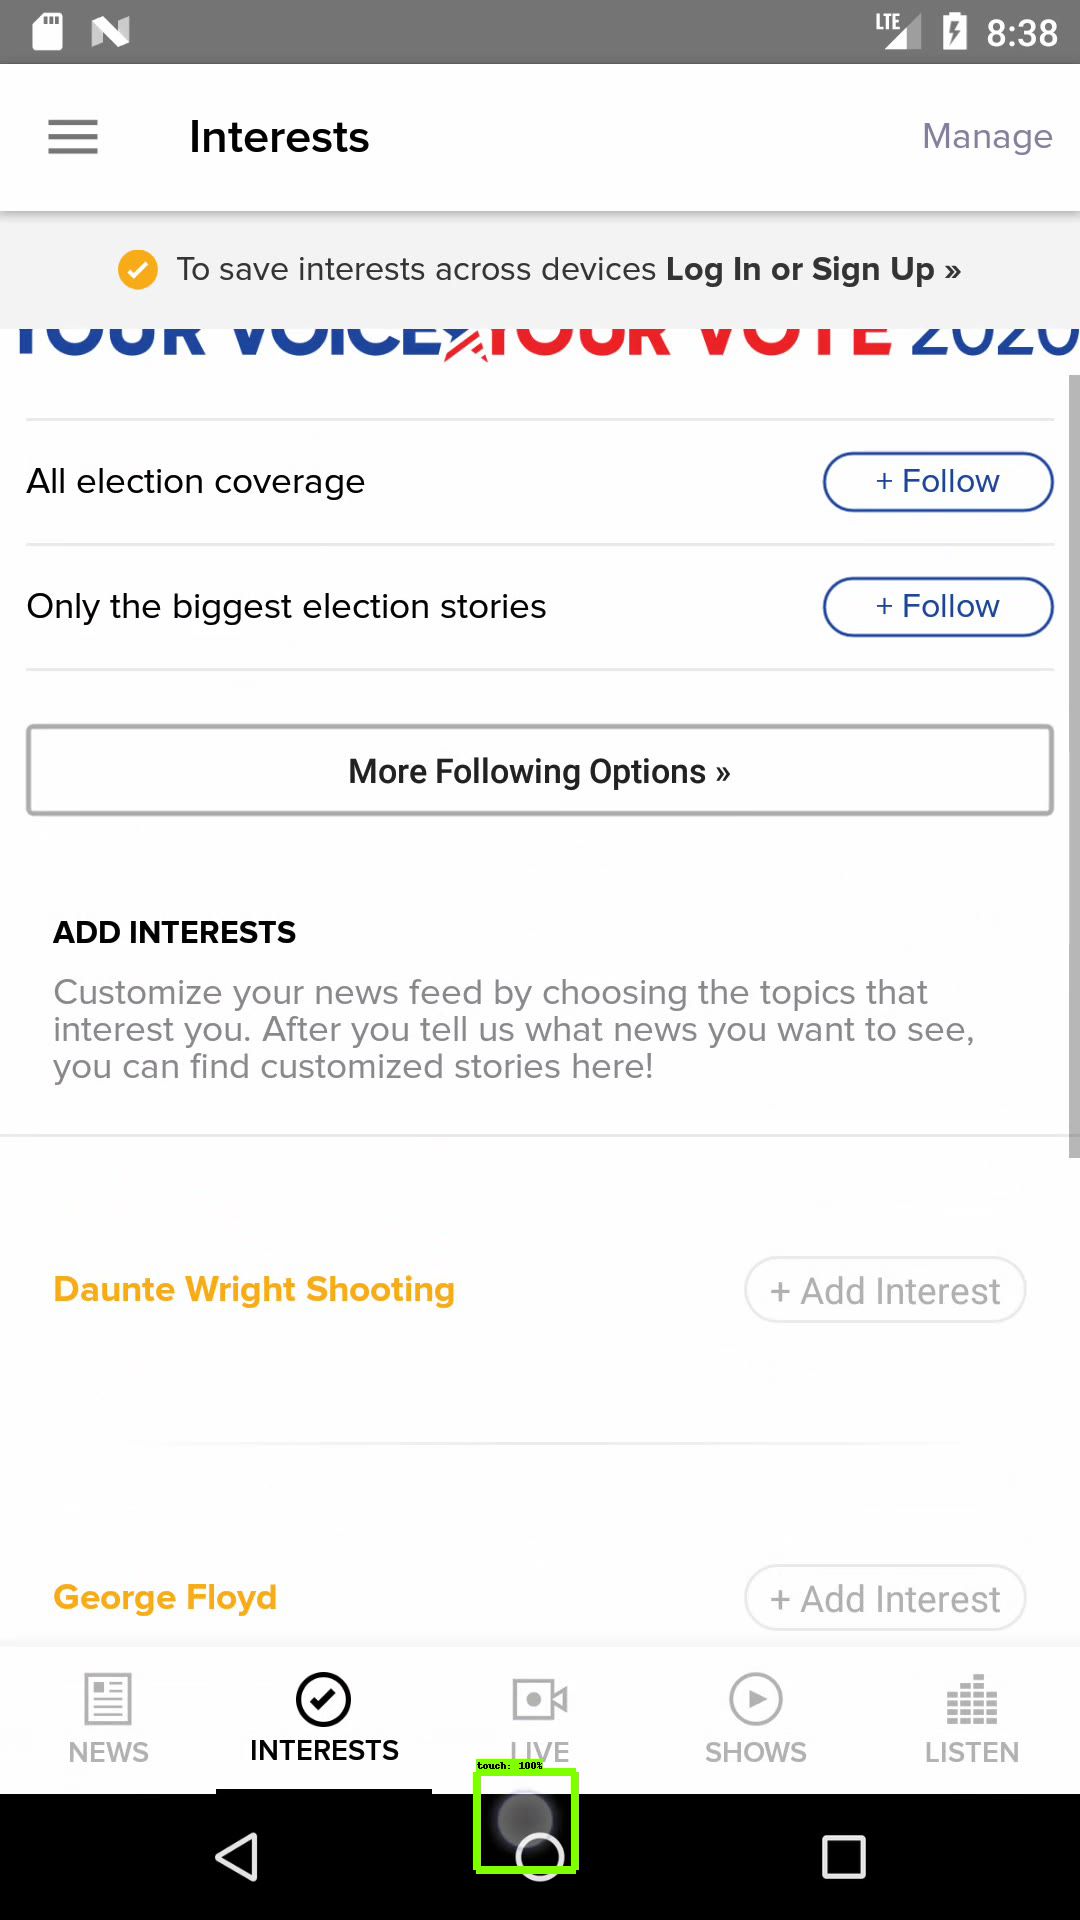 LTE 8:38
Interests
Manage
To save interests across devices Log In or Sign Up »
YOUR VOICE YOUR VOTE 2020
All election coverage
+ Follow
Only the biggest election stories
+ Follow
More Following Options »
ADD INTERESTS
Customize your news feed by choosing the topics that
interest you. After you tell us what news you want to see,
you can find customized stories here!
Daunte Wright Shooting
+ Add Interest
George Floyd
+ Add Interest
NEWS
INTERESTS
LIVE
SHOWS
LISTEN
touch: 100%